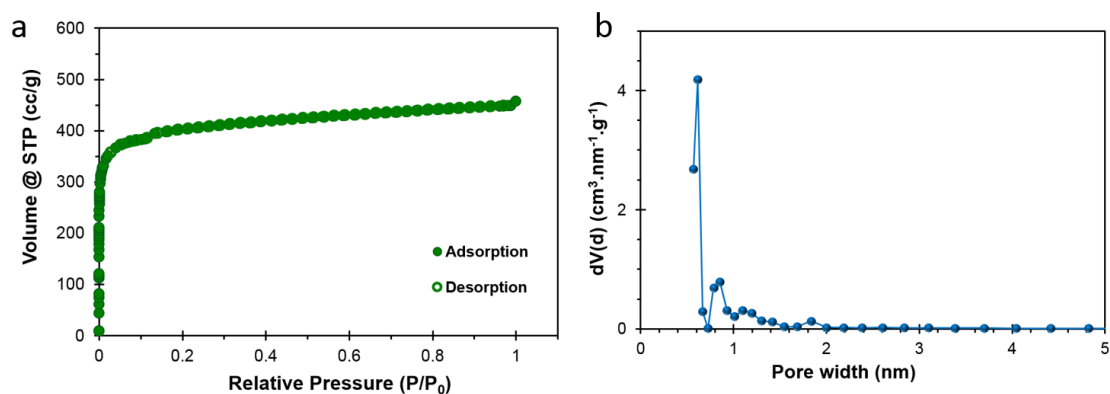 a
600
500
400
300
200
100
0
Volume @ STP (cc/g)
Adsorption
Desorption
0 0.2 0.4 0.6 0.8 1
Relative Pressure (P/P₀)
b
4
2
0
dV(d) (cm³.nm⁻¹.g⁻¹)
0 1 2 3 4 5
Pore width (nm)